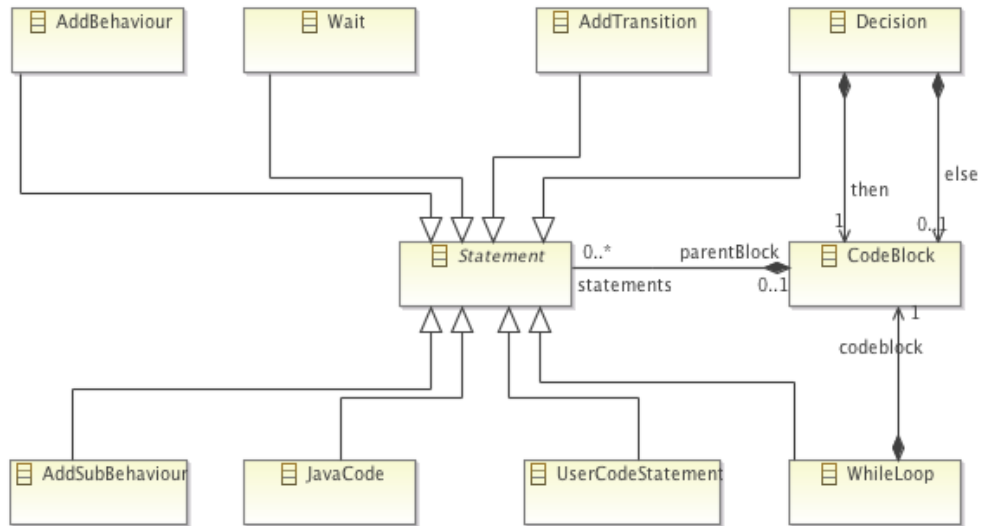 AddBehaviour
Wait
AddTransition
Decision
then
else
1
0..1
Statement
0..*
parentBlock
statements
0..1
CodeBlock
1
codeblock
AddSubBehaviour
JavaCode
UserCodeStatement
WhileLoop